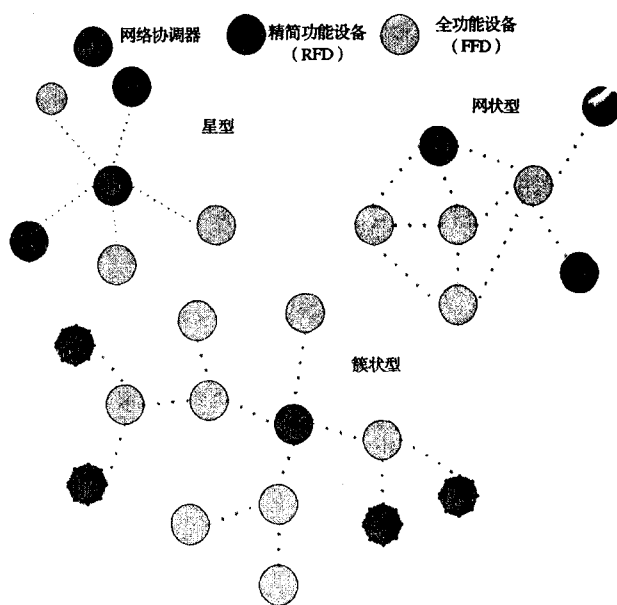 网络协调器
精简功能设备
（RFD）
全功能设备
（FFD）
星型
网状型
簇状型